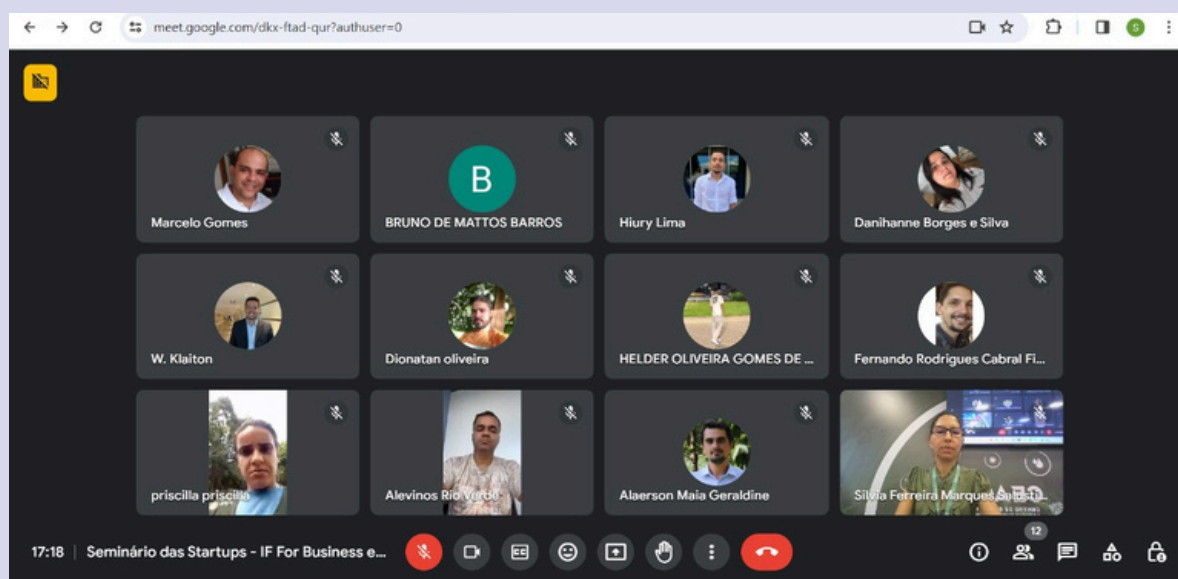 meet.google.com/dkx-ftad-qur?authuser=0
S
B
Marcelo Gomes
BRUNO DE MATTOS BARROS
Hiury Lima
Danihanne Borges e Silva
W. Klaiton
Dionatan oliveira
HELDER OLIVEIRA GOMES DE ...
Fernando Rodrigues Cabral Fi...
priscilla priscilla
Alevinos Rio Verde
Alaerson Maia Geraldine
Silvia Ferreira Marques
12
17:18 | Seminário das Startups - IF For Business e...
CC